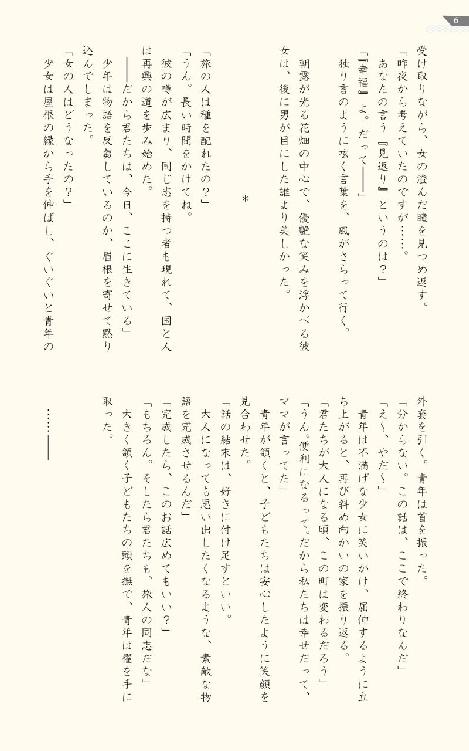 6
受け取りながら、女の澄んだ瞳を見つめ返す。
「昨夜から考えていたのですが……。
あなたの言う『見返り』というのは？」
「『幸福』よ。だって、――」
独り言のように呟く言葉を、風がさらって行く。
朝露が光る花畑の中心で、優艶な笑みを浮かべる彼
女は、後に男が目にした誰より美しかった。
＊
「旅の人は種を配れたの？」
「うん。長い時間をかけてね。
彼の噂が広まり、同じ志を持つ者も現れて、国と人
は再興の道を歩み始めた。
――だから君たちは、今日、ここに生きている」
少年は物語を反芻しているのか、眉根を寄せて黙り
込んでしまった。
「女の人はどうなったの？」
少女は屋根の縁から手を伸ばし、ぐいぐいと青年の
外套を引く。青年は首を振った。
「分からない。この話は、ここで終わりなんだ」
「え～、やだ～」
青年は不満げな少女に笑いかけ、屈伸するように立
ち上がると、再び斜め向かいの家を振り返る。
「君たちが大人になる頃、この町は変わるだろう」
「うん。便利になるって。だから私たちは幸せだって、
ママが言ってた」
青年が頷くと、子どもたちは安心したように笑顔を
見合わせた。
「話の結末は、好きに付け足すといい。
大人になっても思い出したくなるような、素敵な物
語を完成させるんだ」
「完成したら、このお話広めてもいい？」
「もちろん。そしたら君たちも、旅人の同志だな」
大きく頷く子どもたちの頭を撫で、青年は櫂を手に
取った。
……――